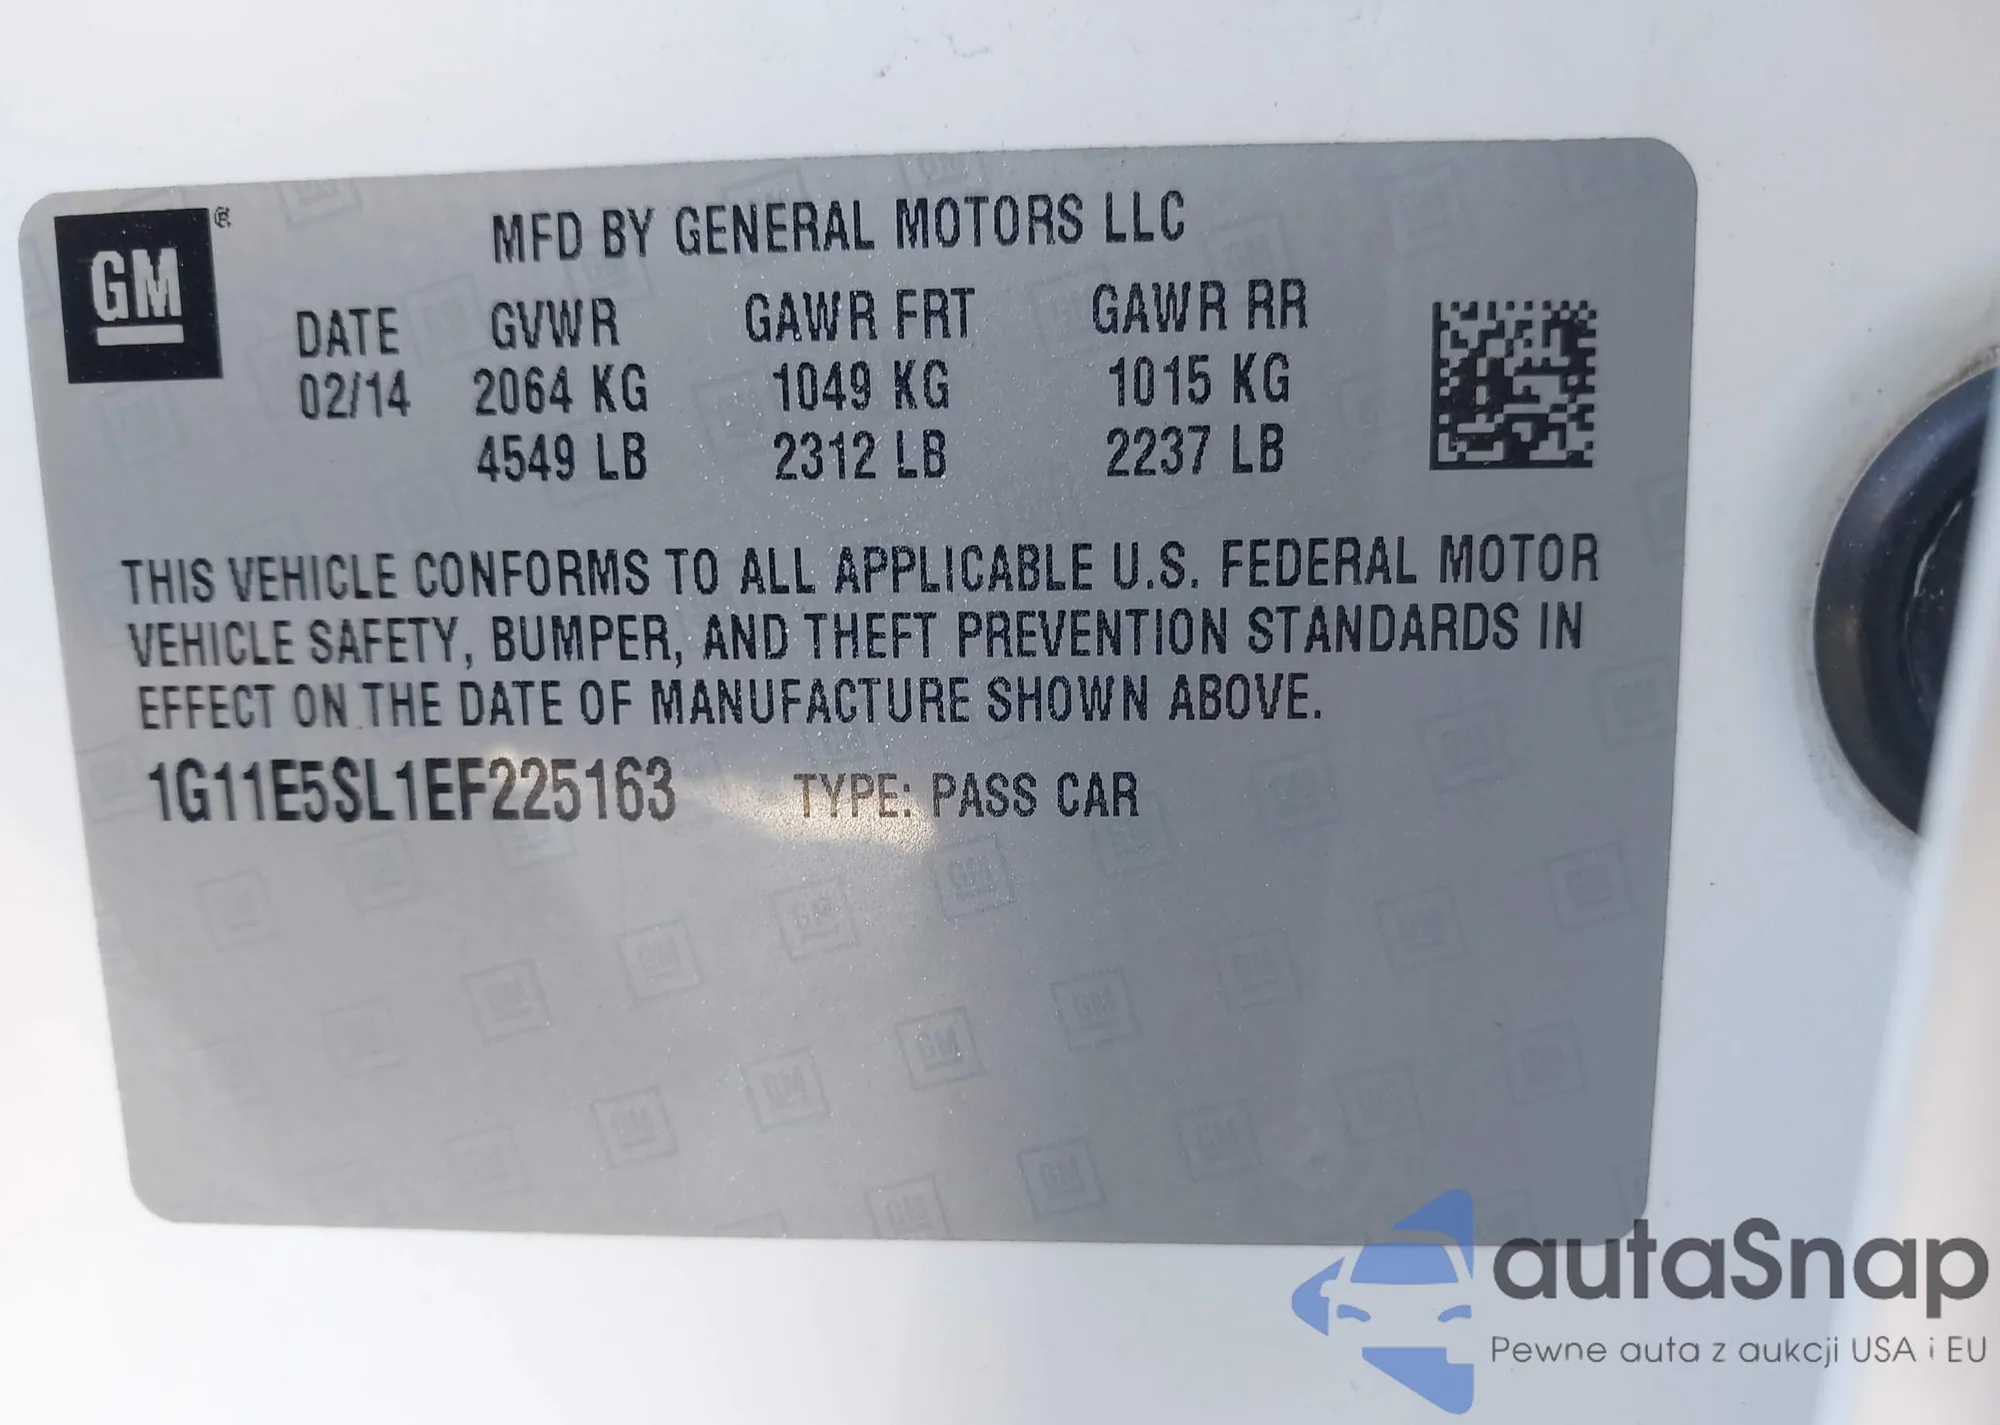 GM®
MFD BY GENERAL MOTORS LLC
DATE GVWR GAWR FRT GAWR RR
02/14 2064 KG 1049 KG 1015 KG
4549 LB 2312 LB 2237 LB
THIS VEHICLE CONFORMS TO ALL APPLICABLE U.S. FEDERAL MOTOR
VEHICLE SAFETY, BUMPER, AND THEFT PREVENTION STANDARDS IN
EFFECT ON THE DATE OF MANUFACTURE SHOWN ABOVE.
1G11E5SL1EF225163 TYPE: PASS CAR
autaSnap
Pewne auta z aukcji USA i EU